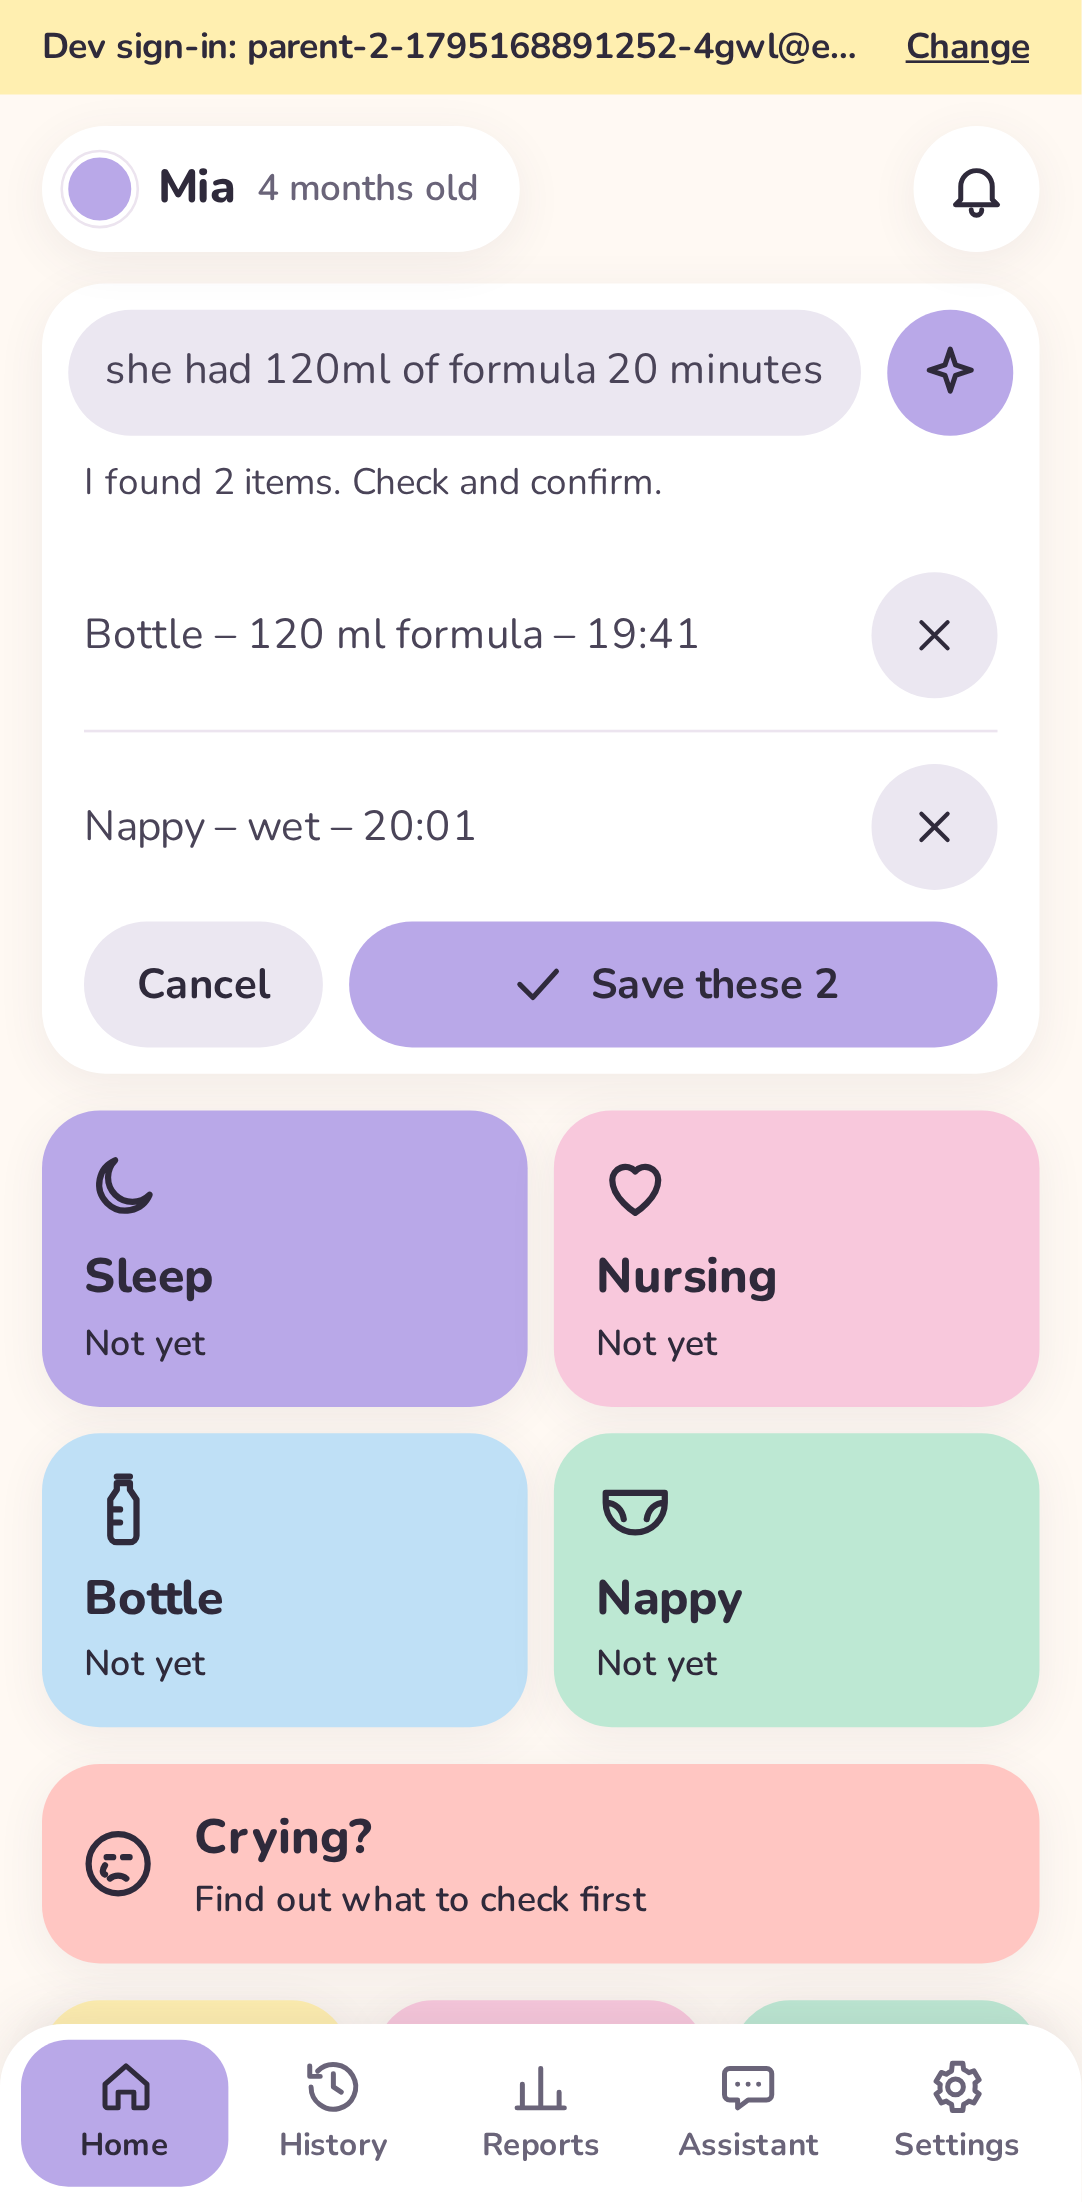 Dev sign-in: parent-2-1795168891252-4gwl@e... Change
Mia 4 months old
she had 120ml of formula 20 minutes
I found 2 items. Check and confirm.
Bottle – 120 ml formula – 19:41
Nappy – wet – 20:01
Cancel Save these 2
Sleep
Not yet
Nursing
Not yet
Bottle
Not yet
Nappy
Not yet
Crying?
Find out what to check first
Home History Reports Assistant Settings